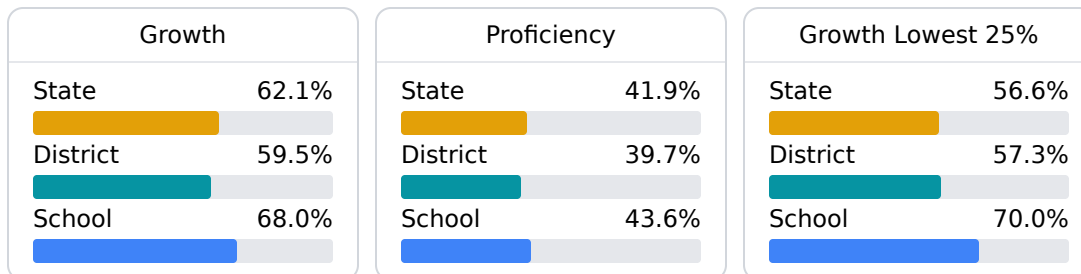 Growth
State 62.1%
District 59.5%
School 68.0%
Proficiency
State 41.9%
District 39.7%
School 43.6%
Growth Lowest 25%
State 56.6%
District 57.3%
School 70.0%